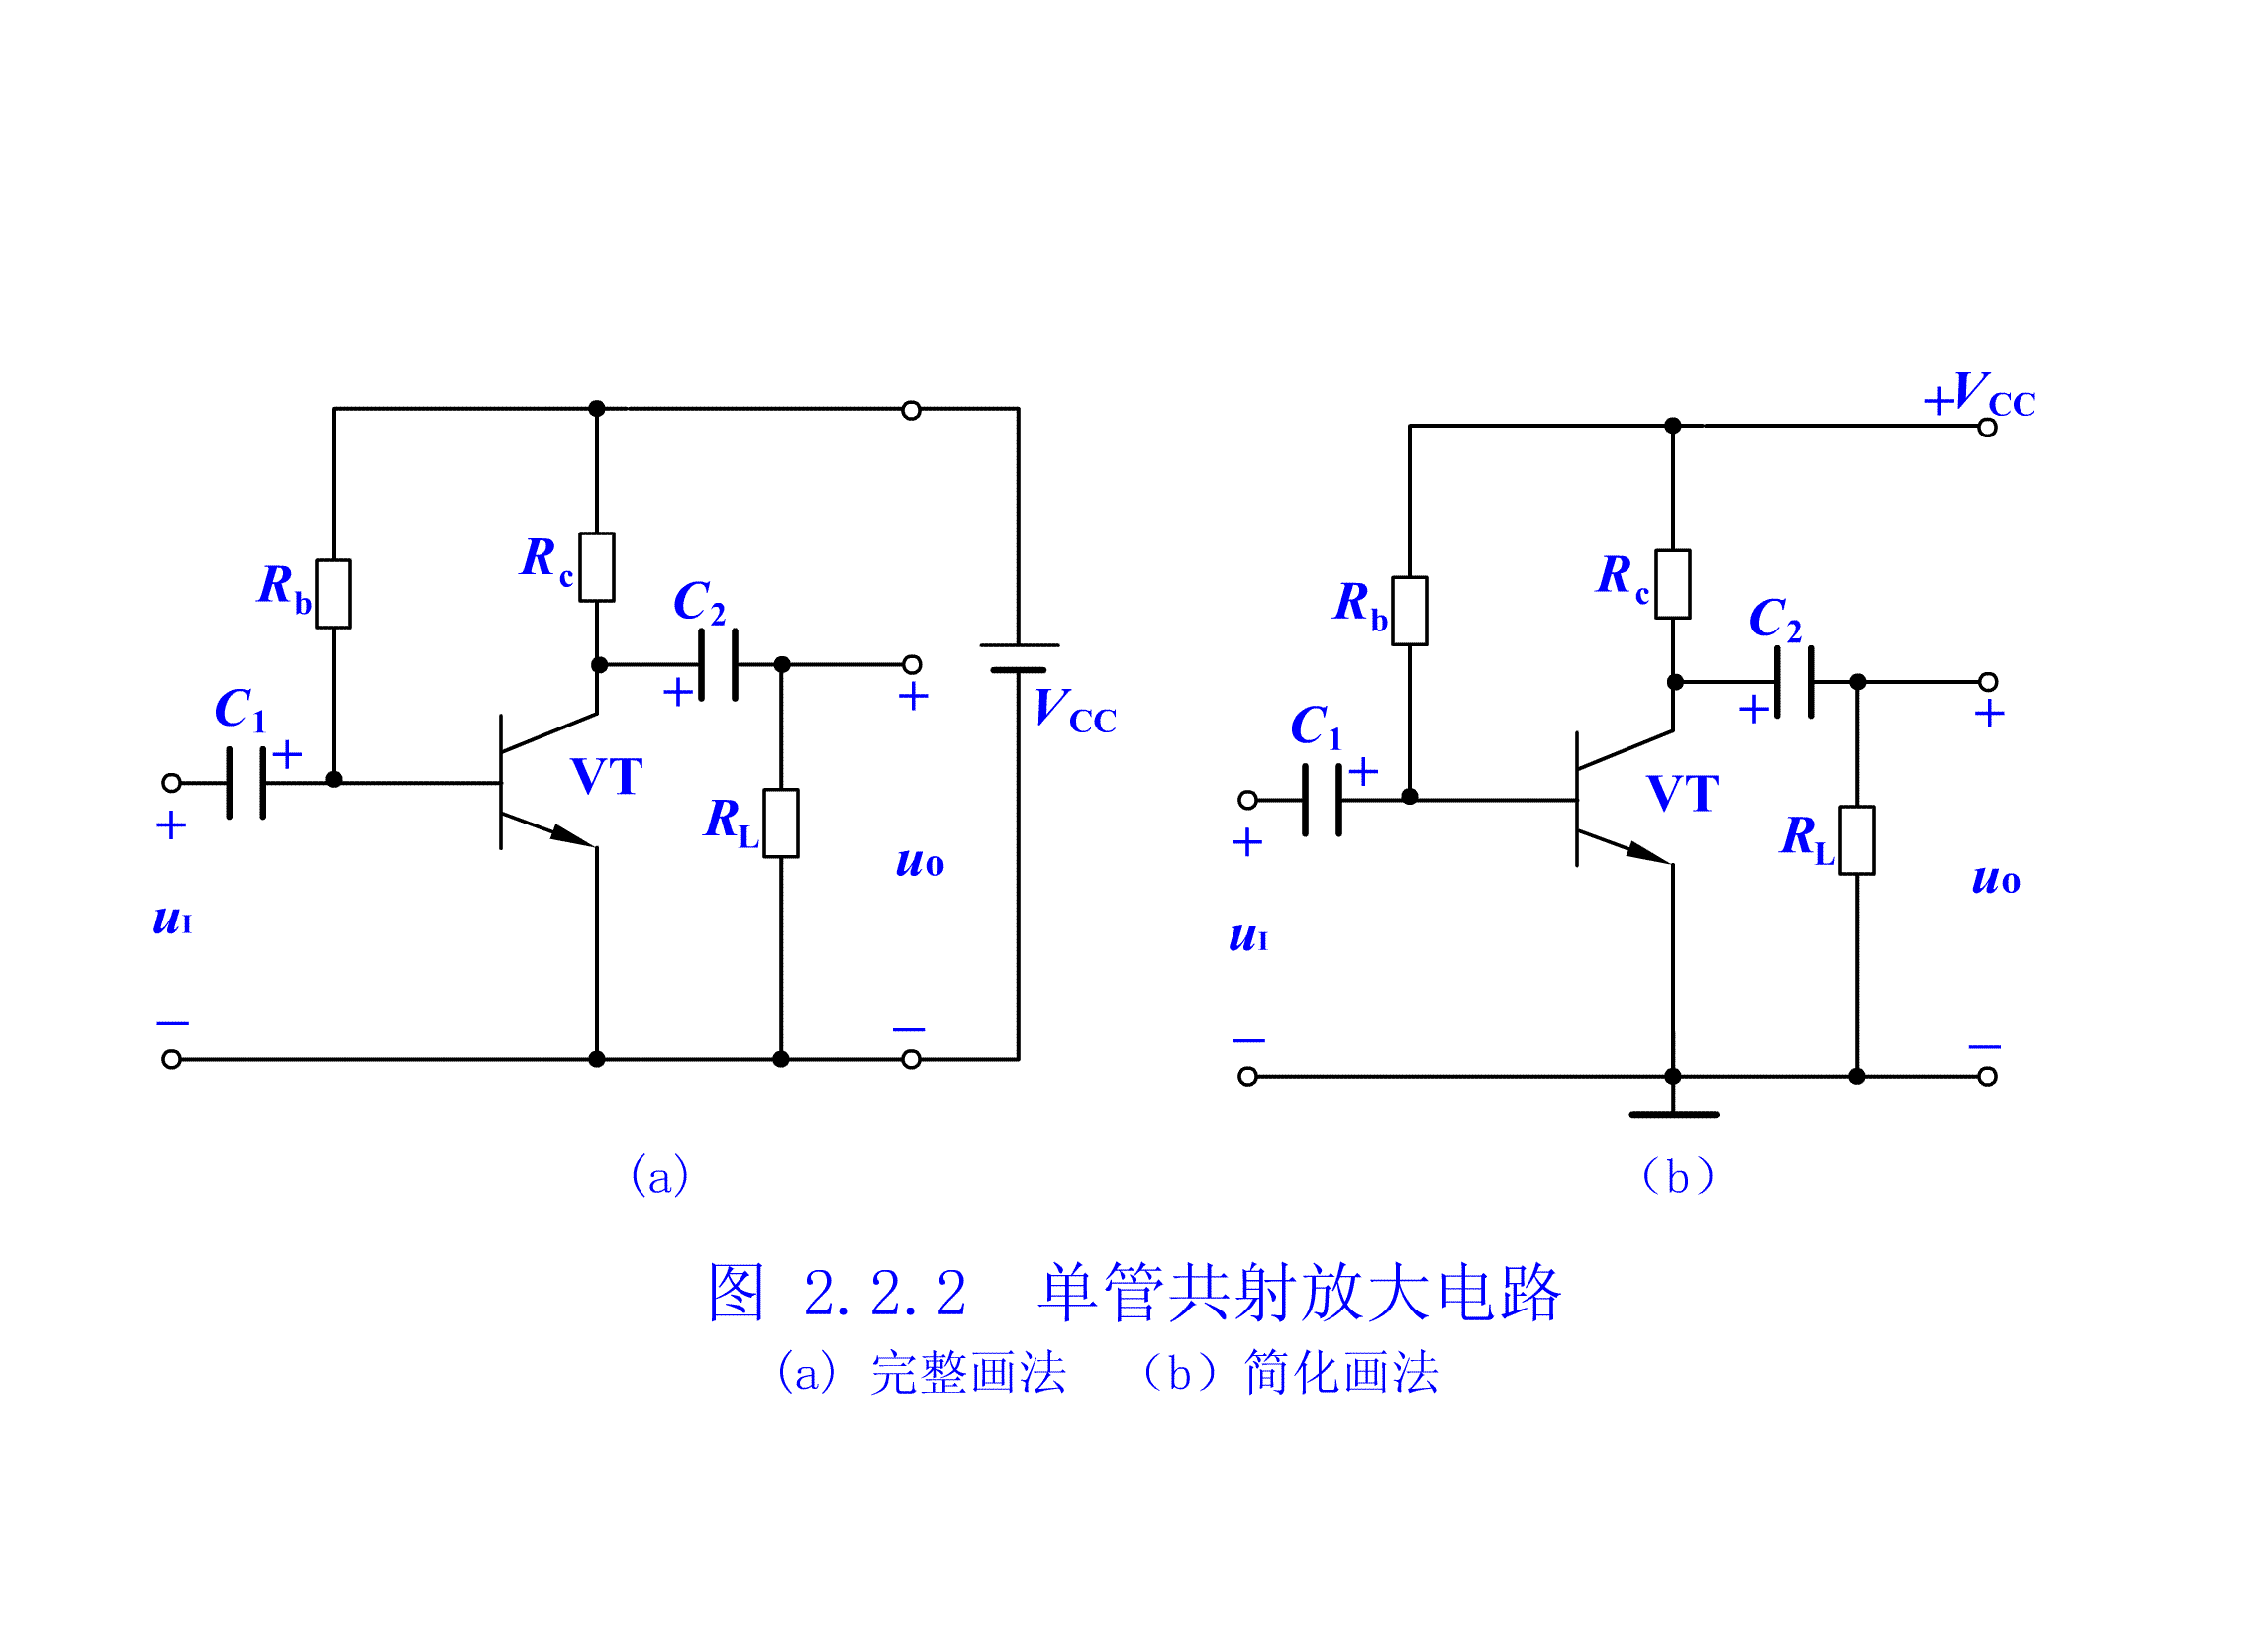 +VCC
Rc
Rb
C2
+
+
VCC
C1
+
VT
RL
+
uo
uI
—
—
Rc
Rb
C2
+
+
C1
+
VT
RL
+
uo
uI
—
—
(a)
(b)
图 2.2.2 单管共射放大电路
(a) 完整画法 (b) 简化画法